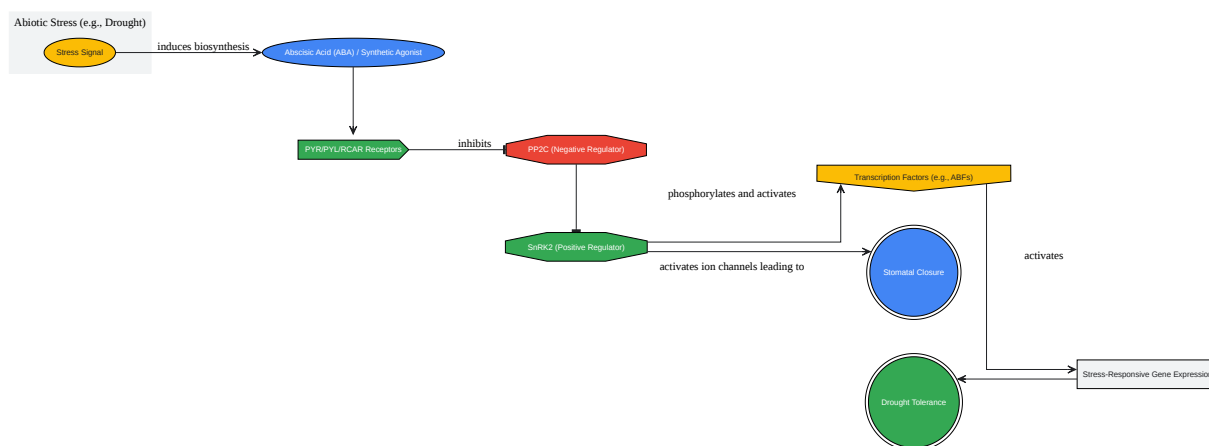 Abiotic Stress (e.g., Drought)
Stress Signal
induces biosynthesis
Abscisic Acid (ABA) / Synthetic Agonist
PYR/PYL/RCAR Receptors
inhibits
PP2C (Negative Regulator)
phosphorylates and activates
Transcription Factors (e.g., ABFs)
SnRK2 (Positive Regulator)
activates ion channels leading to
Stomatal Closure
activates
Stress-Responsive Gene Expression
Drought Tolerance